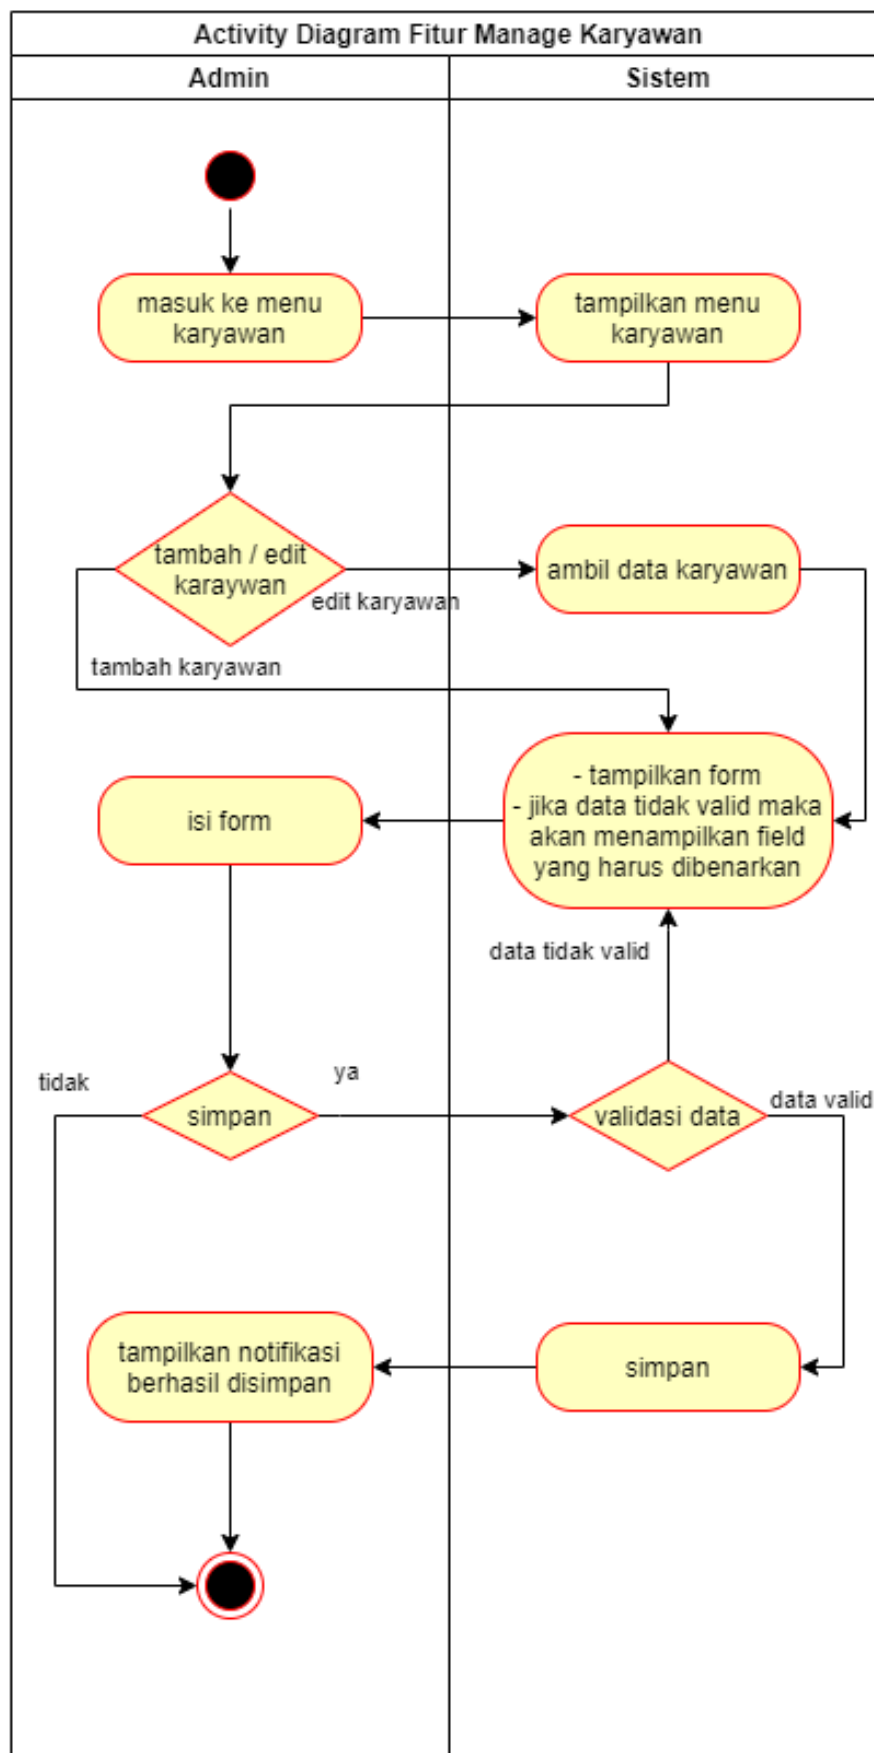 Activity Diagram Fitur Manage Karyawan
Admin
Sistem
masuk ke menu
karyawan
tampilkan menu
karyawan
tambah / edit
karaywan
edit karyawan
ambil data karyawan
tambah karyawan
- tampilkan form
- jika data tidak valid maka
akan menampilkan field
yang harus dibenarkan
isi form
data tidak valid
tidak
ya
simpan
validasi data
data valid
tampilkan notifikasi
berhasil disimpan
simpan